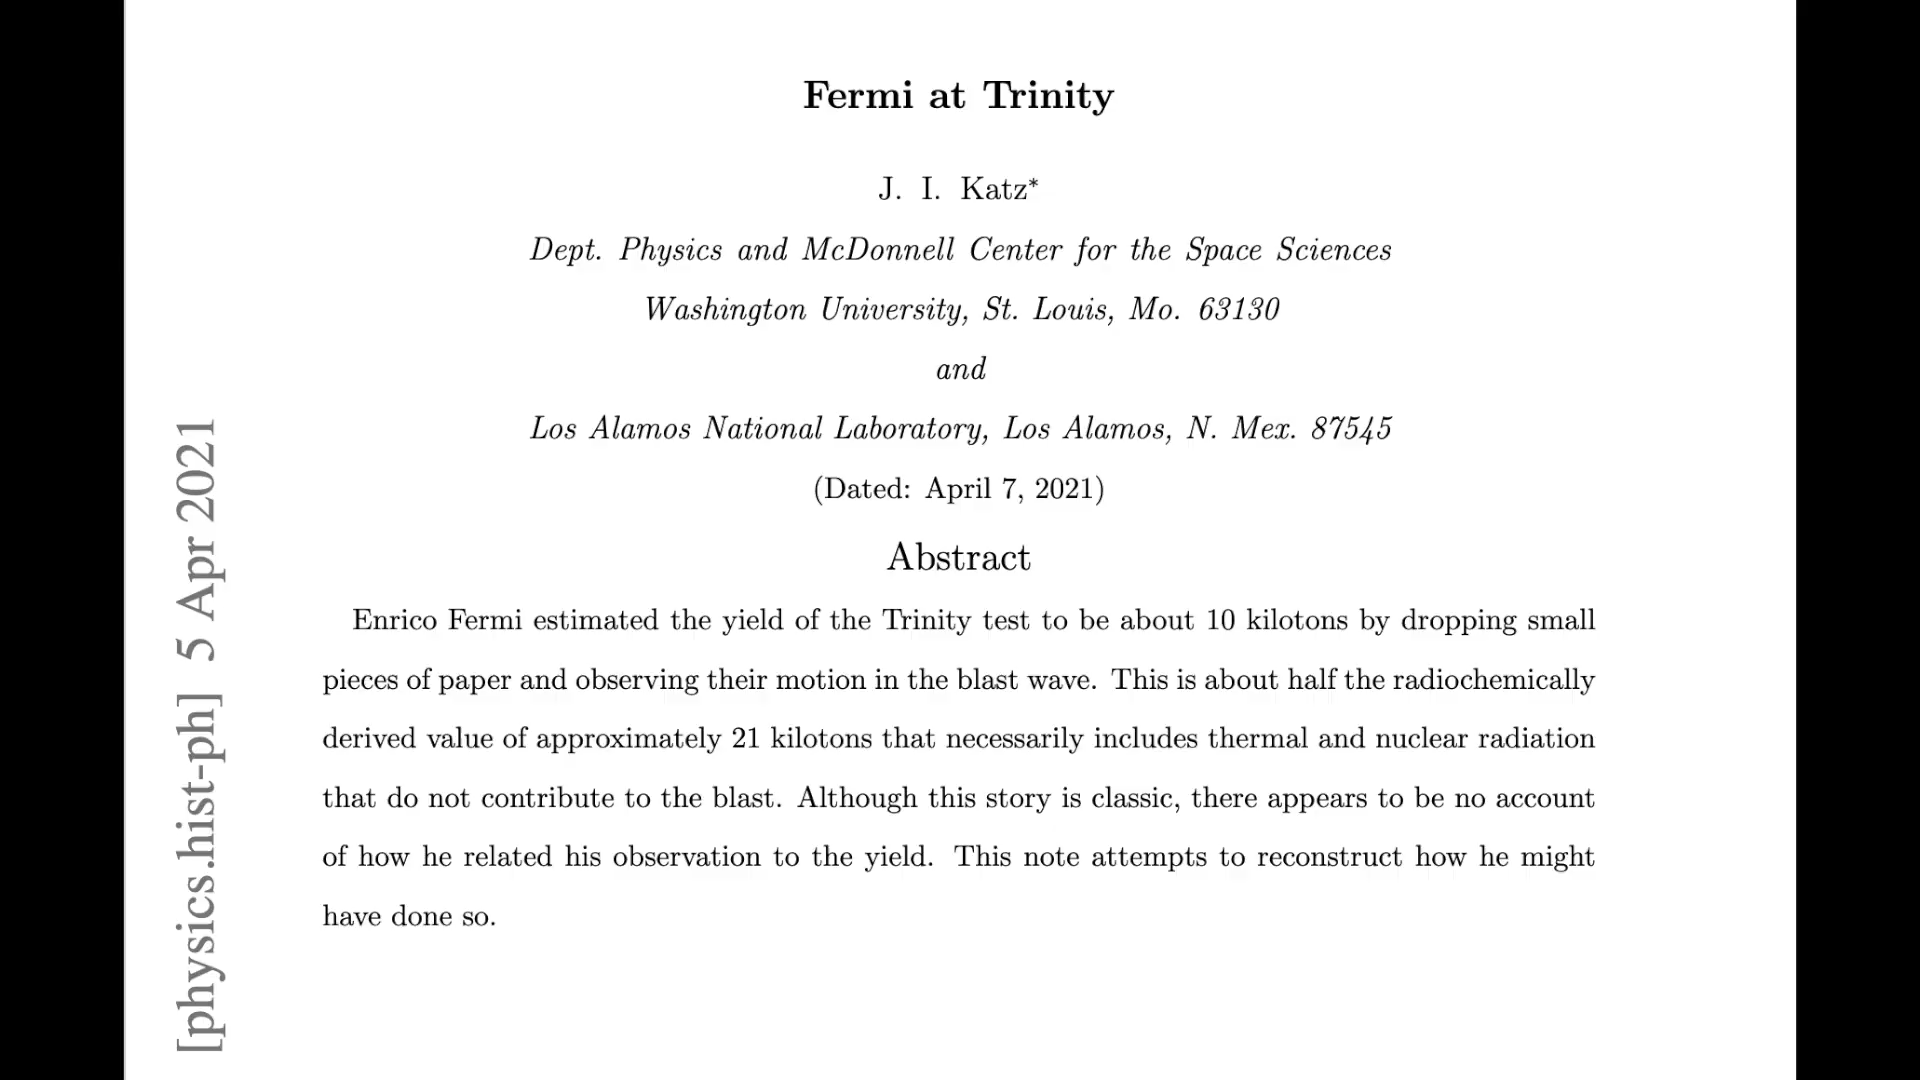 Fermi at Trinity
J. I. Katz*
Dept. Physics and McDonnell Center for the Space Sciences
Washington University, St. Louis, Mo. 63130
and
Los Alamos National Laboratory, Los Alamos, N. Mex. 87545
(Dated: April 7, 2021)
Abstract
Enrico Fermi estimated the yield of the Trinity test to be about 10 kilotons by dropping small
pieces of paper and observing their motion in the blast wave. This is about half the radiochemically
derived value of approximately 21 kilotons that necessarily includes thermal and nuclear radiation
that do not contribute to the blast. Although this story is classic, there appears to be no account
of how he related his observation to the yield. This note attempts to reconstruct how he might
have done so.
[physics.hist-ph] 5 Apr 2021